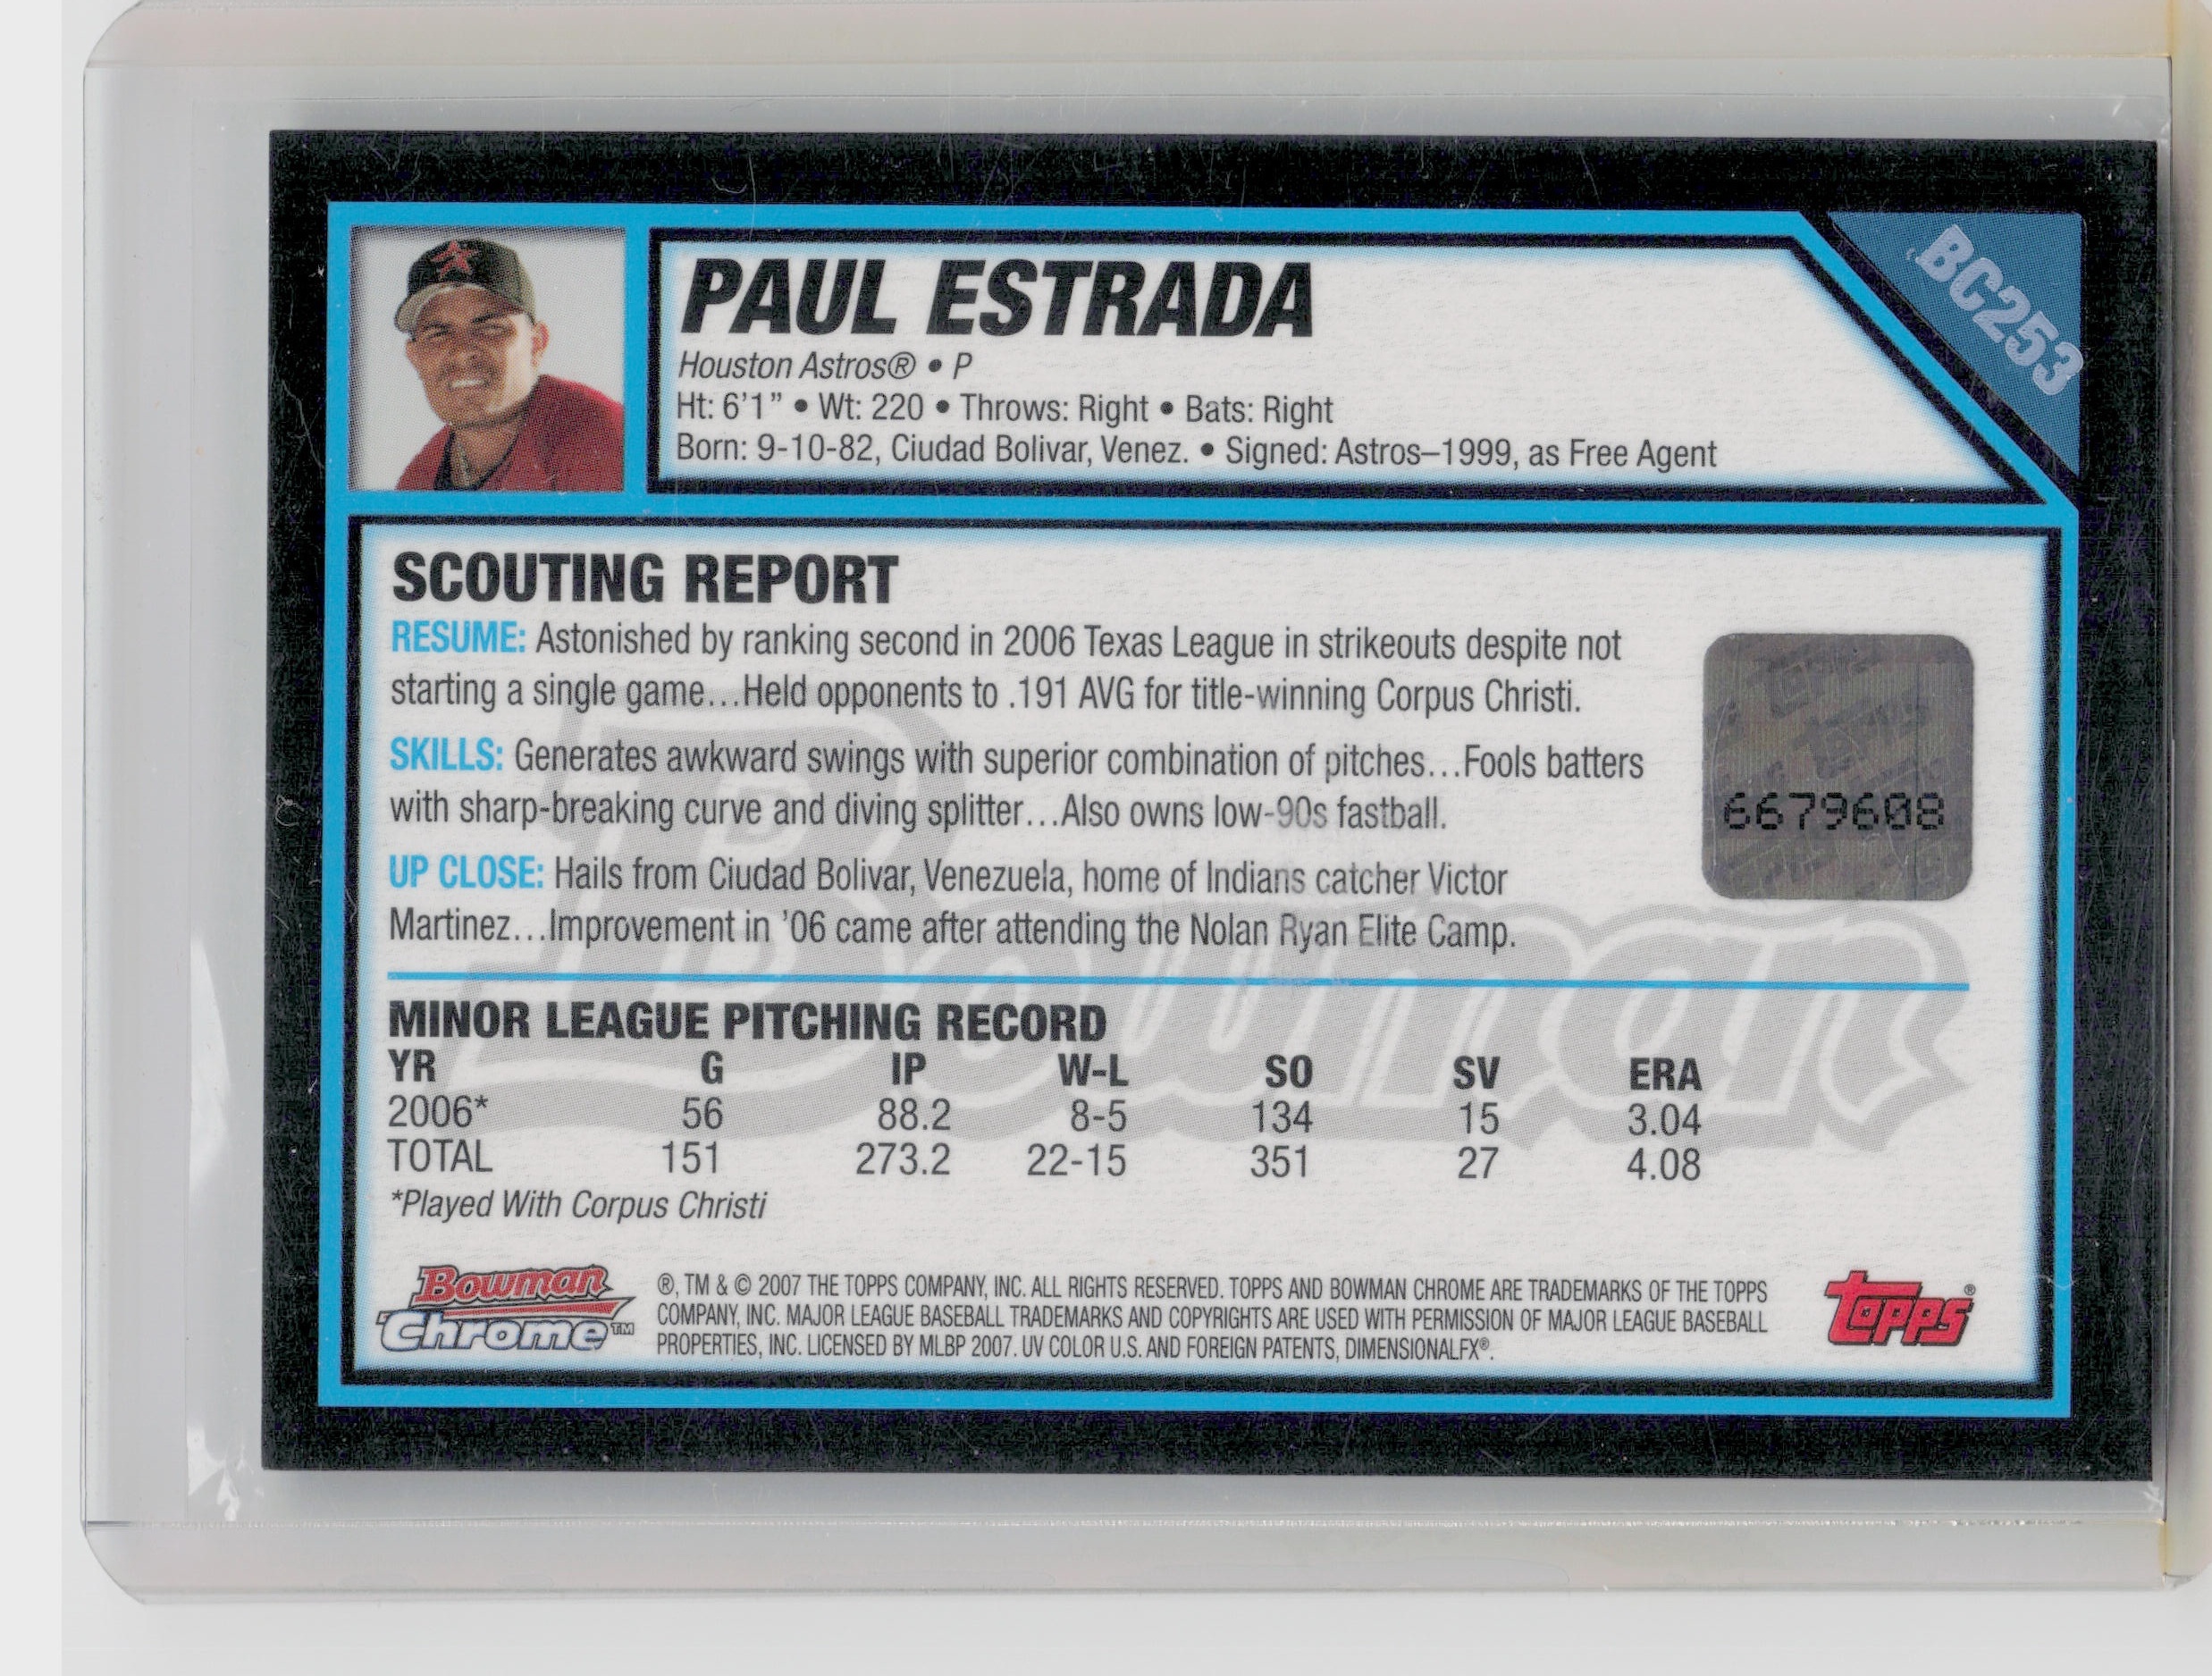 BC253
PAUL ESTRADA
Houston Astros® • P
Ht: 6'1” • Wt: 220 • Throws: Right • Bats: Right
Born: 9-10-82, Ciudad Bolivar, Venez. • Signed: Astros–1999, as Free Agent
SCOUTING REPORT
RESUME: Astonished by ranking second in 2006 Texas League in strikeouts despite not
starting a single game…Held opponents to .191 AVG for title-winning Corpus Christi.
SKILLS: Generates awkward swings with superior combination of pitches…Fools batters
with sharp-breaking curve and diving splitter…Also owns low-90s fastball.
UP CLOSE: Hails from Ciudad Bolivar, Venezuela, home of Indians catcher Victor
Martinez…Improvement in ’06 came after attending the Nolan Ryan Elite Camp.
Topps
Topps
6679608
B
Bowman
MINOR LEAGUE PITCHING RECORD
YR G IP W-L SO SV ERA
2006* 56 88.2 8-5 134 15 3.04
TOTAL 151 273.2 22-15 351 27 4.08
*Played With Corpus Christi
Bowman
Chrome™
®, TM & © 2007 THE TOPPS COMPANY, INC. ALL RIGHTS RESERVED. TOPPS AND BOWMAN CHROME ARE TRADEMARKS OF THE TOPPS
COMPANY, INC. MAJOR LEAGUE BASEBALL TRADEMARKS AND COPYRIGHTS ARE USED WITH PERMISSION OF MAJOR LEAGUE BASEBALL
PROPERTIES, INC. LICENSED BY MLBP 2007. UV COLOR U.S. AND FOREIGN PATENTS, DIMENSIONALFX®.
Topps®